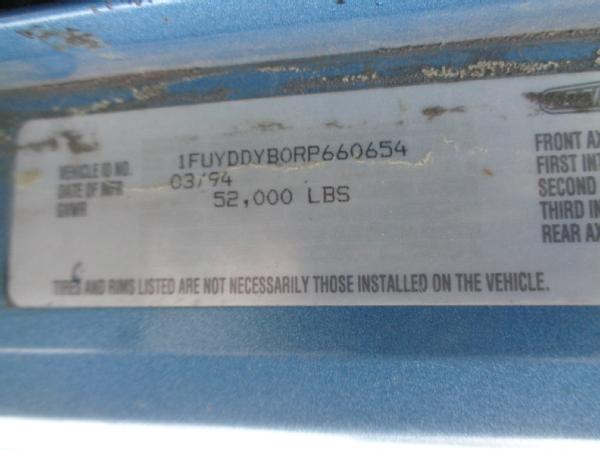 VEHICLE ID NO. 1FUYDDYB0RP660654
DATE OF MFR 03/94
GVWR 52,000 LBS
FRONT AX
FIRST INT
SECOND
THIRD IN
REAR AX
TIRES AND RIMS LISTED ARE NOT NECESSARILY THOSE INSTALLED ON THE VEHICLE.